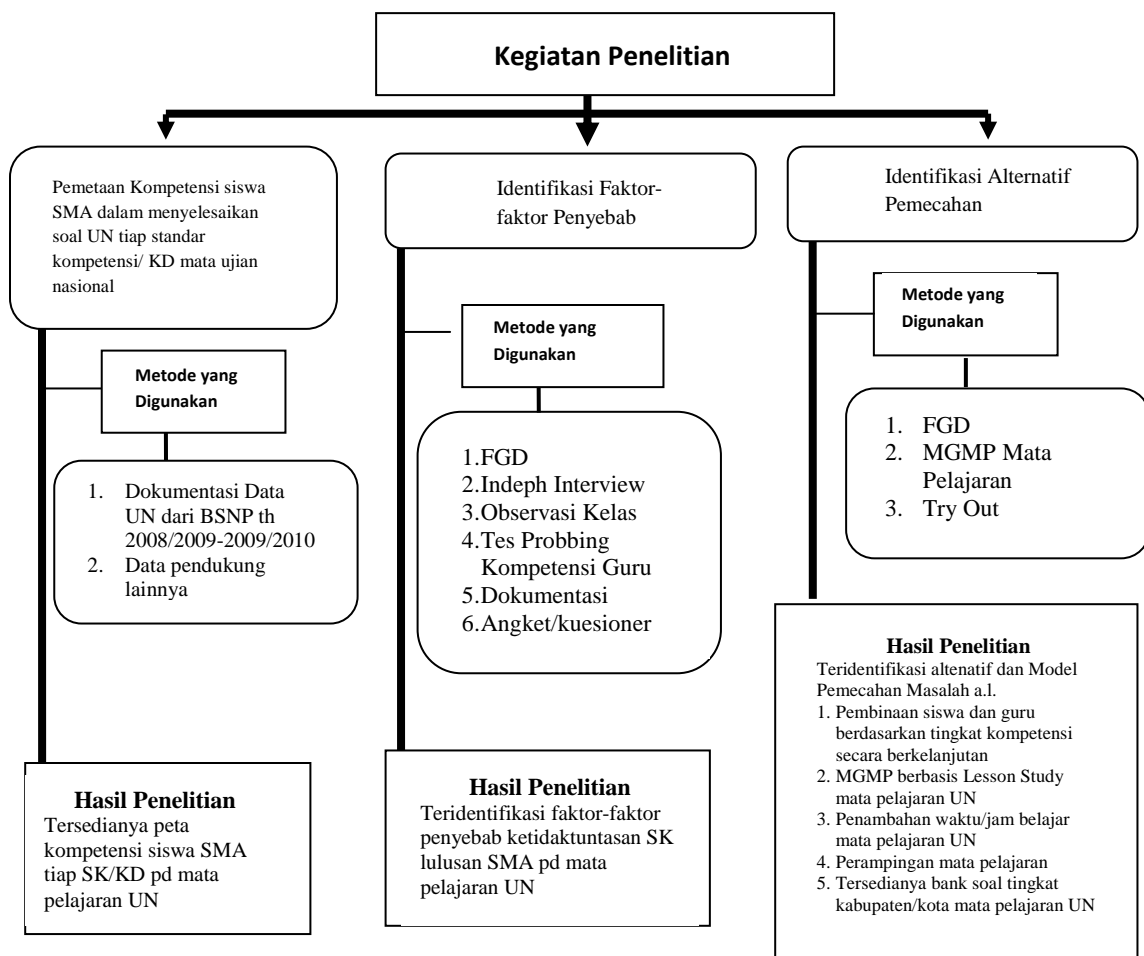 Kegiatan Penelitian
Pemetaan Kompetensi siswa
SMA dalam menyelesaikan
soal UN tiap standar
kompetensi/ KD mata ujian
nasional
Metode yang
Digunakan
1. Dokumentasi Data
UN dari BSNP th
2008/2009-2009/2010
2. Data pendukung
lainnya
Hasil Penelitian
Tersedianya peta
kompetensi siswa SMA
tiap SK/KD pd mata
pelajaran UN
Identifikasi Faktor-
faktor Penyebab
Metode yang
Digunakan
1.FGD
2.Indeph Interview
3.Observasi Kelas
4.Tes Probbing
Kompetensi Guru
5.Dokumentasi
6.Angket/kuesioner
Hasil Penelitian
Teridentifikasi faktor-faktor
penyebab ketidaktuntasan SK
lulusan SMA pd mata
pelajaran UN
Identifikasi Alternatif
Pemecahan
Metode yang
Digunakan
1. FGD
2. MGMP Mata
Pelajaran
3. Try Out
Hasil Penelitian
Teridentifikasi altenatif dan Model
Pemecahan Masalah a.l.
1. Pembinaan siswa dan guru
berdasarkan tingkat kompetensi
secara berkelanjutan
2. MGMP berbasis Lesson Study
mata pelajaran UN
3. Penambahan waktu/jam belajar
mata pelajaran UN
4. Perampingan mata pelajaran
5. Tersedianya bank soal tingkat
kabupaten/kota mata pelajaran UN